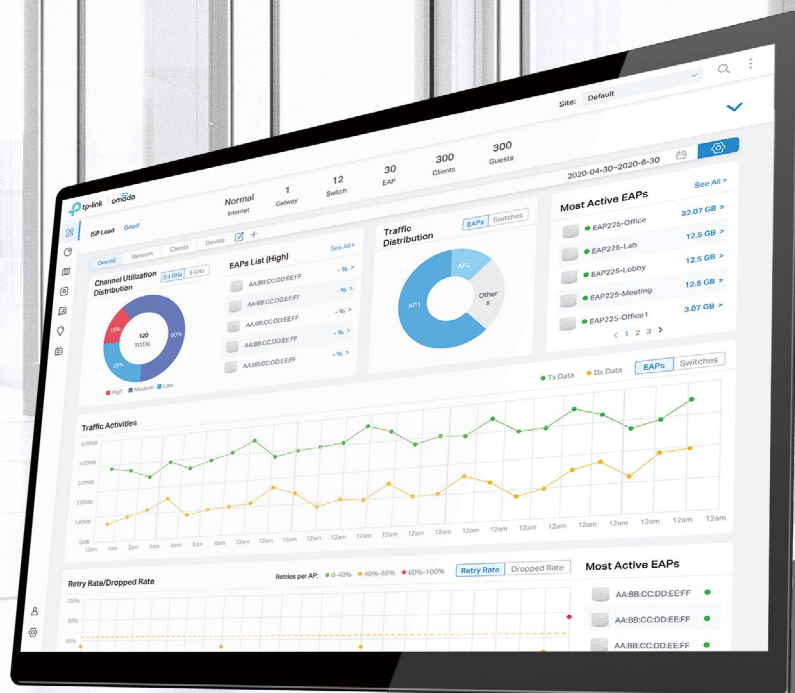 Site: Default
tp-link omada
Normal
Internet
1
Getway
12
Switch
30
EAP
300
Clients
300
Guests
ISP Load Good
2020-04-30~2020-6-30
Overall Network Clients Device
Channel Utilization
Distribution
2.4 GHz 5 GHz
15%
60%
25%
120
TOTAL
High Medium Low
EAPs List (High)
See All >
AA:BB:CC:DD:EE:FF - % >
AA:BB:CC:DD:EE:FF - % >
AA:BB:CC:DD:EE:FF - % >
AA:BB:CC:DD:EE:FF - % >
AA:BB:CC:DD:EE:FF - % >
Traffic
Distribution
EAPs Switches
AP2
AP1
Other
s
Most Active EAPs
See All >
EAP225-Office 32.07 GB >
EAP225-Lab 12.5 GB >
EAP225-Lobby 12.5 GB >
EAP225-Meeting 12.5 GB >
EAP225-Office1 3.07 GB >
< 1 2 3 >
Traffic Activities
Tx Data Dx Data
EAPs Switches
5.00MB
4.00MB
3.00MB
2.00MB
1.00MB
0MB
12am 1am 2am 3am 4am 5am 6am 12am 12am 12am 12am 12am 12am 12am 12am 12am 12am 12am 12am 12am 12am 12am 12am 12am
Retry Rate/Dropped Rate
Retries per AP: 0-40% 40%-60% 60%-100%
Retry Rate Dropped Rate
100%
80%
60%
Most Active EAPs
AA:BB:CC:DD:EE:FF
AA:BB:CC:DD:EE:FF
AA:BB:CC:DD:EE:FF